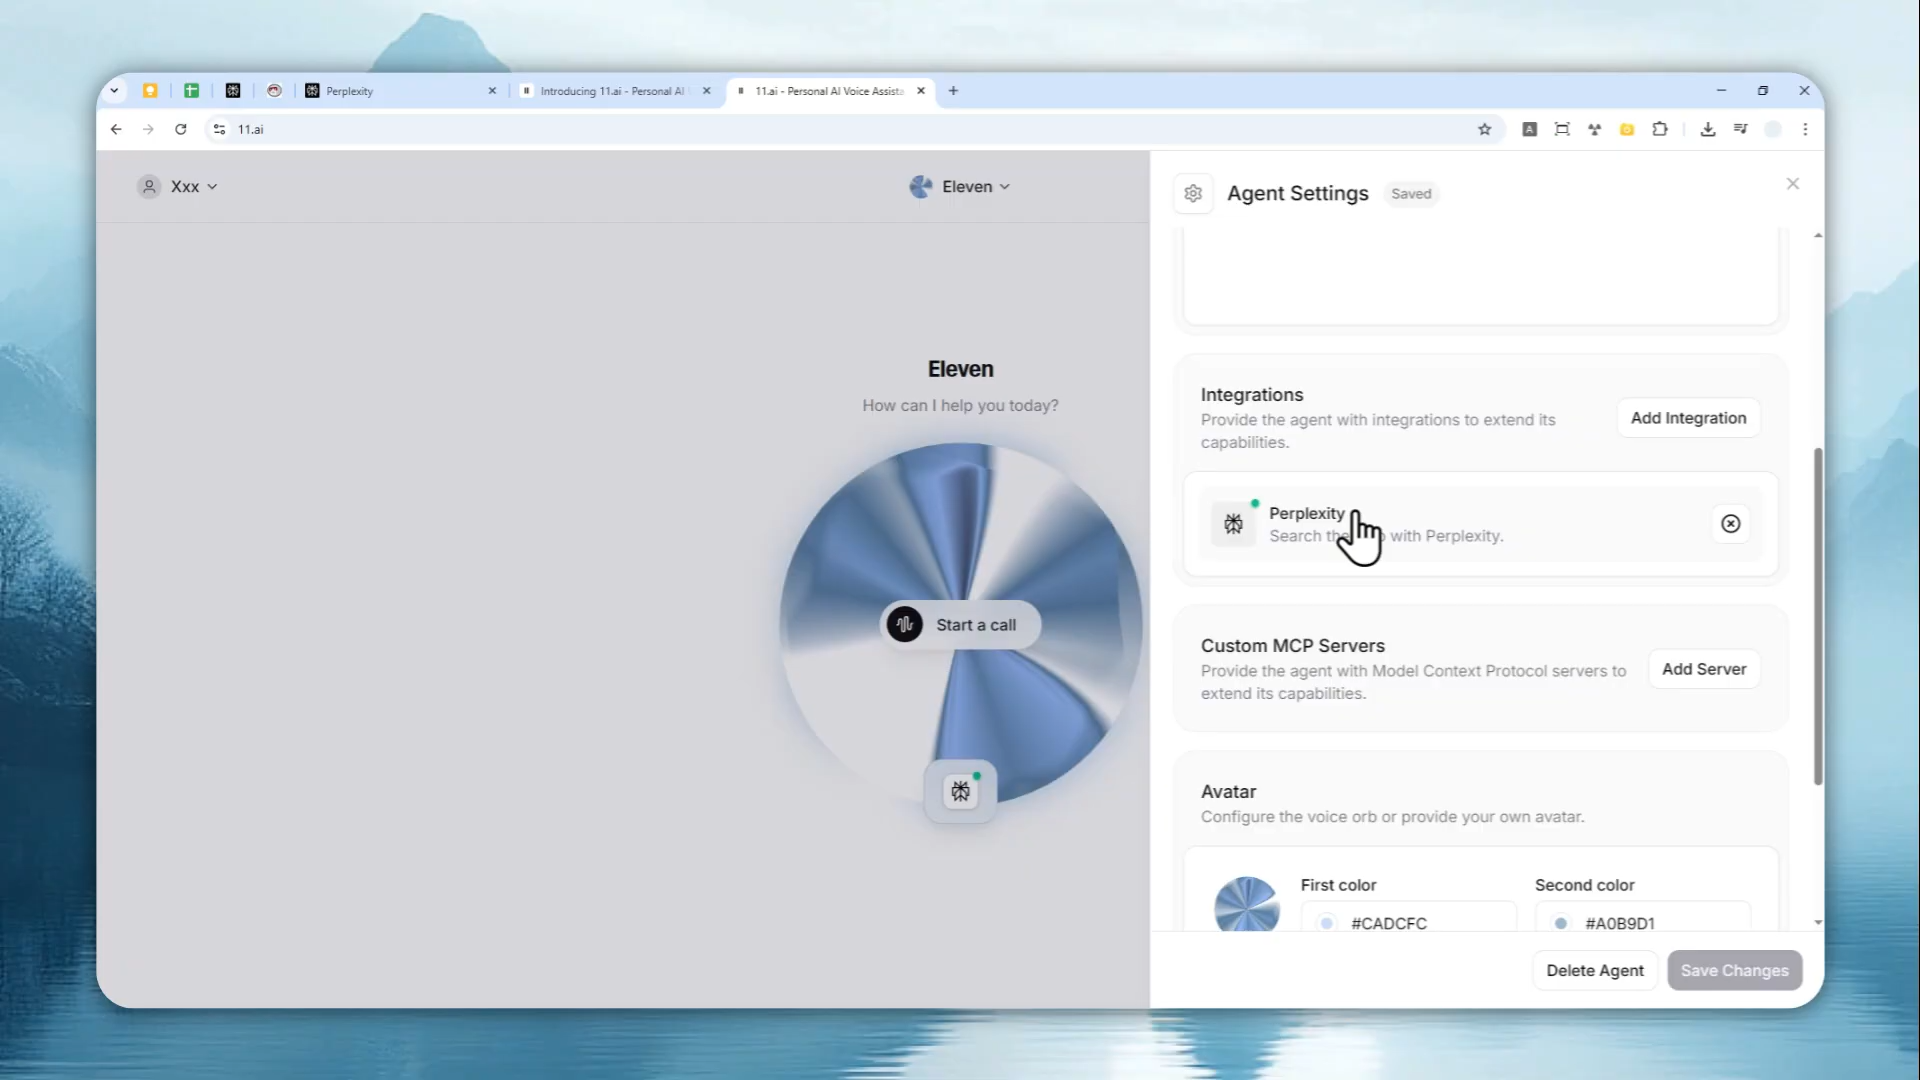 Perplexity
Introducing 11.ai - Personal AI
11.ai - Personal AI Voice Assista
11.ai
Xxx
Eleven
Agent Settings
Saved
Eleven
How can I help you today?
Start a call
Integrations
Provide the agent with integrations to extend its
capabilities.
Add Integration
Perplexity
Search with Perplexity.
Custom MCP Servers
Provide the agent with Model Context Protocol servers to
extend its capabilities.
Add Server
Avatar
Configure the voice orb or provide your own avatar.
First color
Second color
#CADCFC
#A0B9D1
Delete Agent
Save Changes